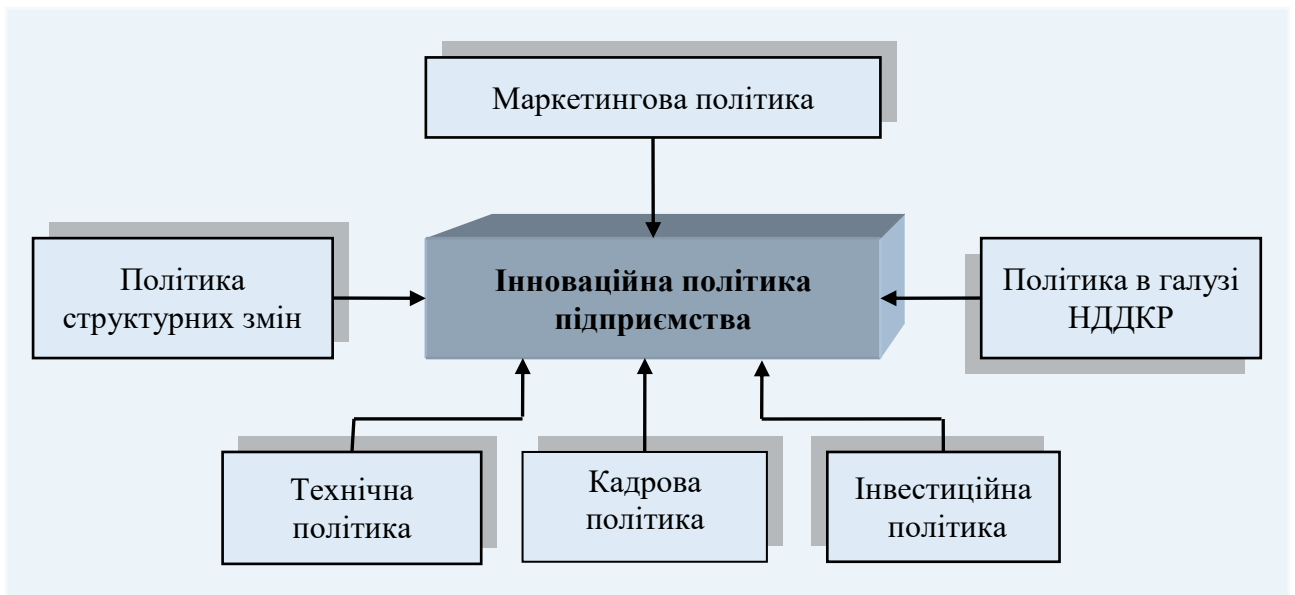 Маркетингова політика
Політика
структурних змін
Інноваційна політика
підприємства
Політика в галузі
НДДКР
Технічна
політика
Кадрова
політика
Інвестиційна
політика